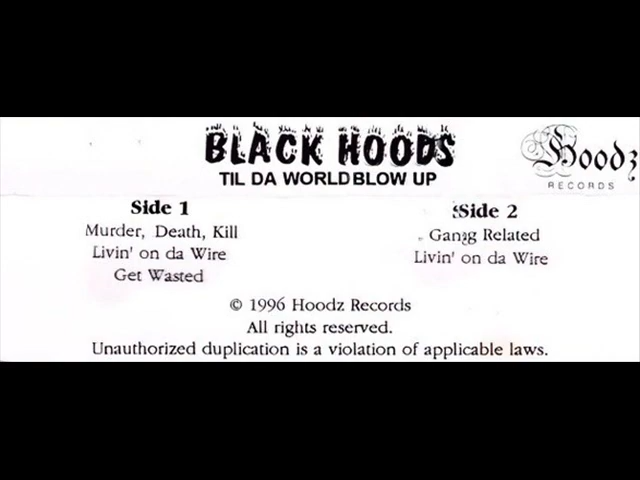 BLACK HOODS
TIL DA WORLD BLOW UP
Hoodz
RECORDS
Side 1
Murder, Death, Kill
Livin' on da Wire
Get Wasted
Side 2
Gang Related
Livin' on da Wire
© 1996 Hoodz Records
All rights reserved.
Unauthorized duplication is a violation of applicable laws.